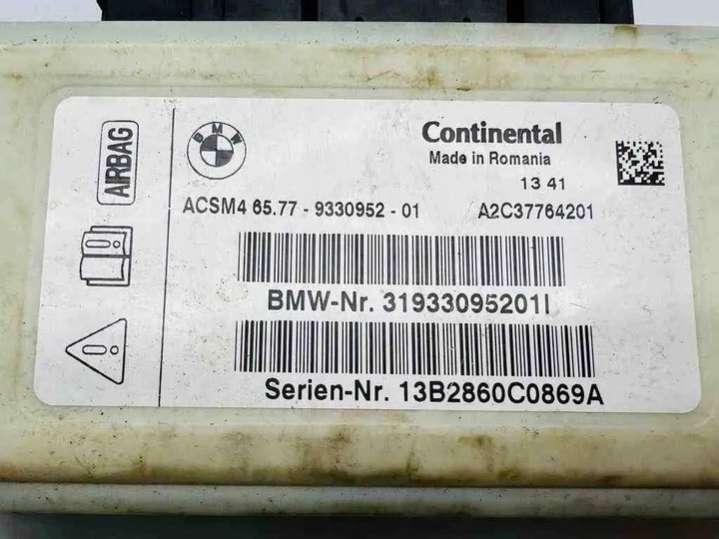 AIRBAG
BMW
Continental
Made in Romania
13 41
ACSM4 65.77 - 9330952 - 01 A2C37764201
BMW-Nr. 31933095201I
Serien-Nr. 13B2860C0869A